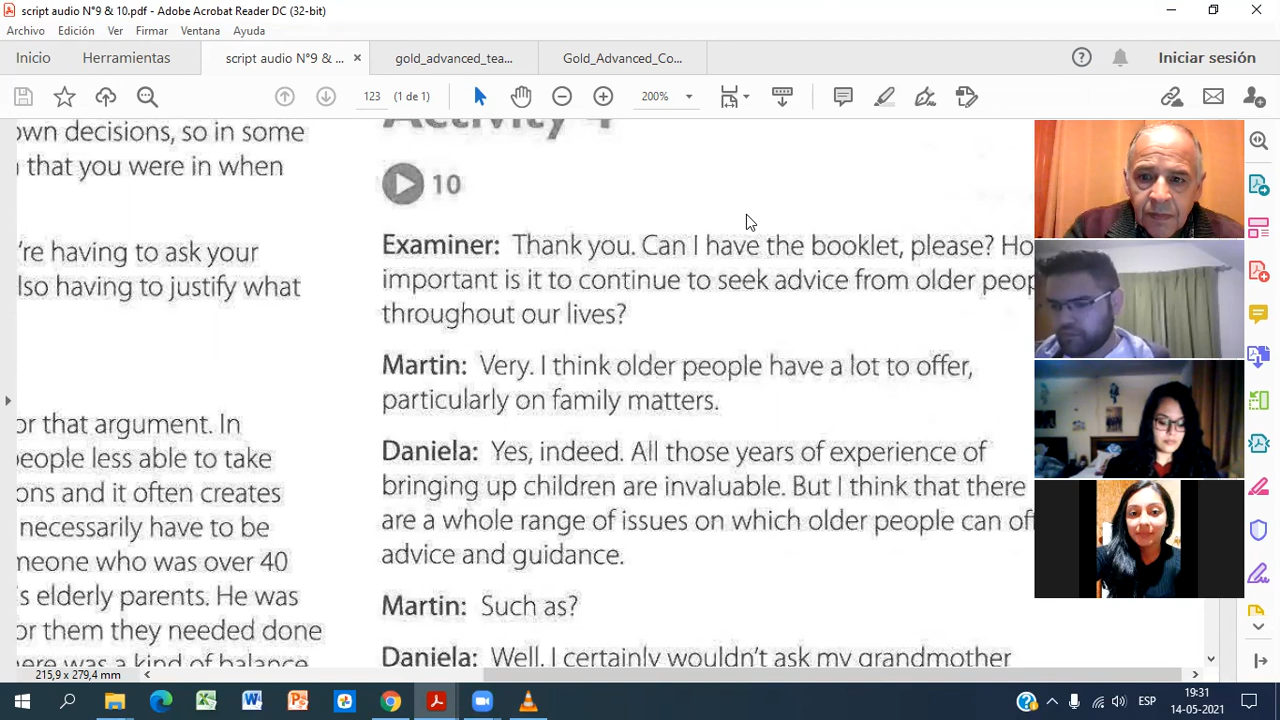 script audio N°9 & 10.pdf - Adobe Acrobat Reader DC (32-bit)
Archivo Edición Ver Firmar Ventana Ayuda
Inicio Herramientas script audio N°9 & ... × gold_advanced_tea... Gold_Advanced_Co... Iniciar sesión
123 (1 de 1) 200%
own decisions, so in some
that you were in when
're having to ask your
lso having to justify what
or that argument. In
people less able to take
ons and it often creates
necessarily have to be
meone who was over 40
's elderly parents. He was
or them they needed done
here was a kind of balance
Activity 4
10
Examiner: Thank you. Can I have the booklet, please? Ho
important is it to continue to seek advice from older peop
throughout our lives?
Martin: Very. I think older people have a lot to offer,
particularly on family matters.
Daniela: Yes, indeed. All those years of experience of
bringing up children are invaluable. But I think that there
are a whole range of issues on which older people can off
advice and guidance.
Martin: Such as?
Daniela: Well, I certainly wouldn't ask my grandmother
215,9 x 279,4 mm
ESP
19:31
14-05-2021